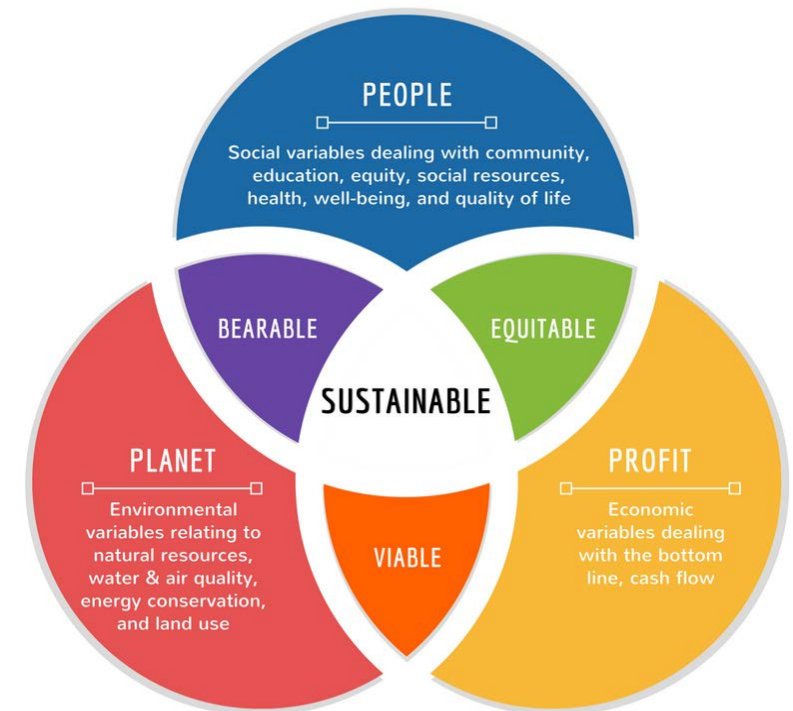 PEOPLE
Social variables dealing with community,
education, equity, social resources,
health, well-being, and quality of life
BEARABLE
EQUITABLE
SUSTAINABLE
PLANET
Environmental
variables relating to
natural resources,
water & air quality,
energy conservation,
and land use
PROFIT
Economic
variables dealing
with the bottom
line, cash flow
VIABLE